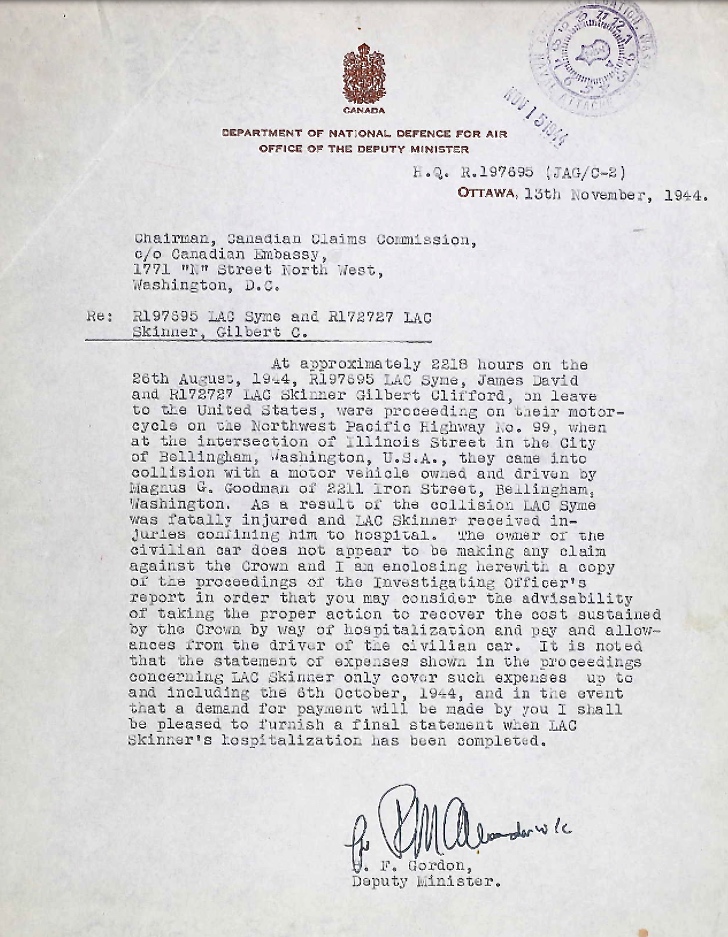 NOV 15 1944
CANADA
DEPARTMENT OF NATIONAL DEFENCE FOR AIR
OFFICE OF THE DEPUTY MINISTER
H.Q. R.197695 (JAG/C-2)
OTTAWA, 13th November, 1944.
Chairman, Canadian Claims Commission,
c/o Canadian Embassy,
1771 "N" Street North West,
Washington, D.C.
Re: R197695 LAC Syme and R172727 LAC
Skinner, Gilbert C.
At approximately 2218 hours on the
26th August, 1944, R197695 LAC Syme, James David
and R172727 LAC Skinner Gilbert Clifford, on leave
to the United States, were proceeding on their motor-
cycle on the Northwest Pacific Highway No. 99, when
at the intersection of Illinois Street in the City
of Bellingham, Washington, U.S.A., they came into
collision with a motor vehicle owned and driven by
Magnus G. Goodman of 2211 Iron Street, Bellingham,
Washington. As a result of the collision LAC Syme
was fatally injured and LAC Skinner received in-
juries confining him to hospital. The owner of the
civilian car does not appear to be making any claim
against the Crown and I am enclosing herewith a copy
of the proceedings of the Investigating Officer's
report in order that you may consider the advisability
of taking the proper action to recover the cost sustained
by the Crown by way of hospitalization and pay and allow-
ances from the driver of the civilian car. It is noted
that the statement of expenses shown in the proceedings
concerning LAC Skinner only cover such expenses up to
and including the 6th October, 1944, and in the event
that a demand for payment will be made by you I shall
be pleased to furnish a final statement when LAC
Skinner's hospitalization has been completed.
F. Gordon,
Deputy Minister.